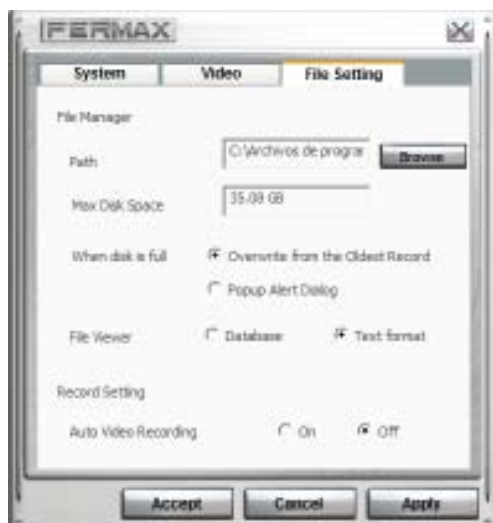 FERMAX
System Video File Setting
File Manager
Path C:\Archivos de prograr Browse
Max Disk Space 35.09 GB
When disk is full Overwrite from the Oldest Record
Popup Alert Dialog
File Viewer Database Text format
Record Setting
Auto Video Recording On Off
Accept Cancel Apply